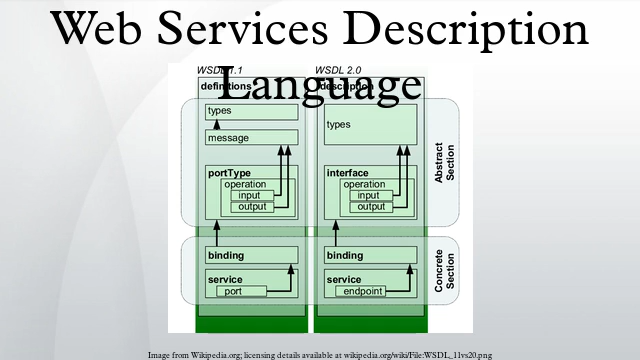 Web Services Description
Language
WSDL 1.1
WSDL 2.0
definitions
description
types
message
portType
operation
input
output
binding
service
port
types
interface
operation
input
output
binding
service
endpoint
Abstract
Section
Concrete
Section
Image from Wikipedia.org; licensing details available at wikipedia.org/wiki/File:WSDL_11vs20.png